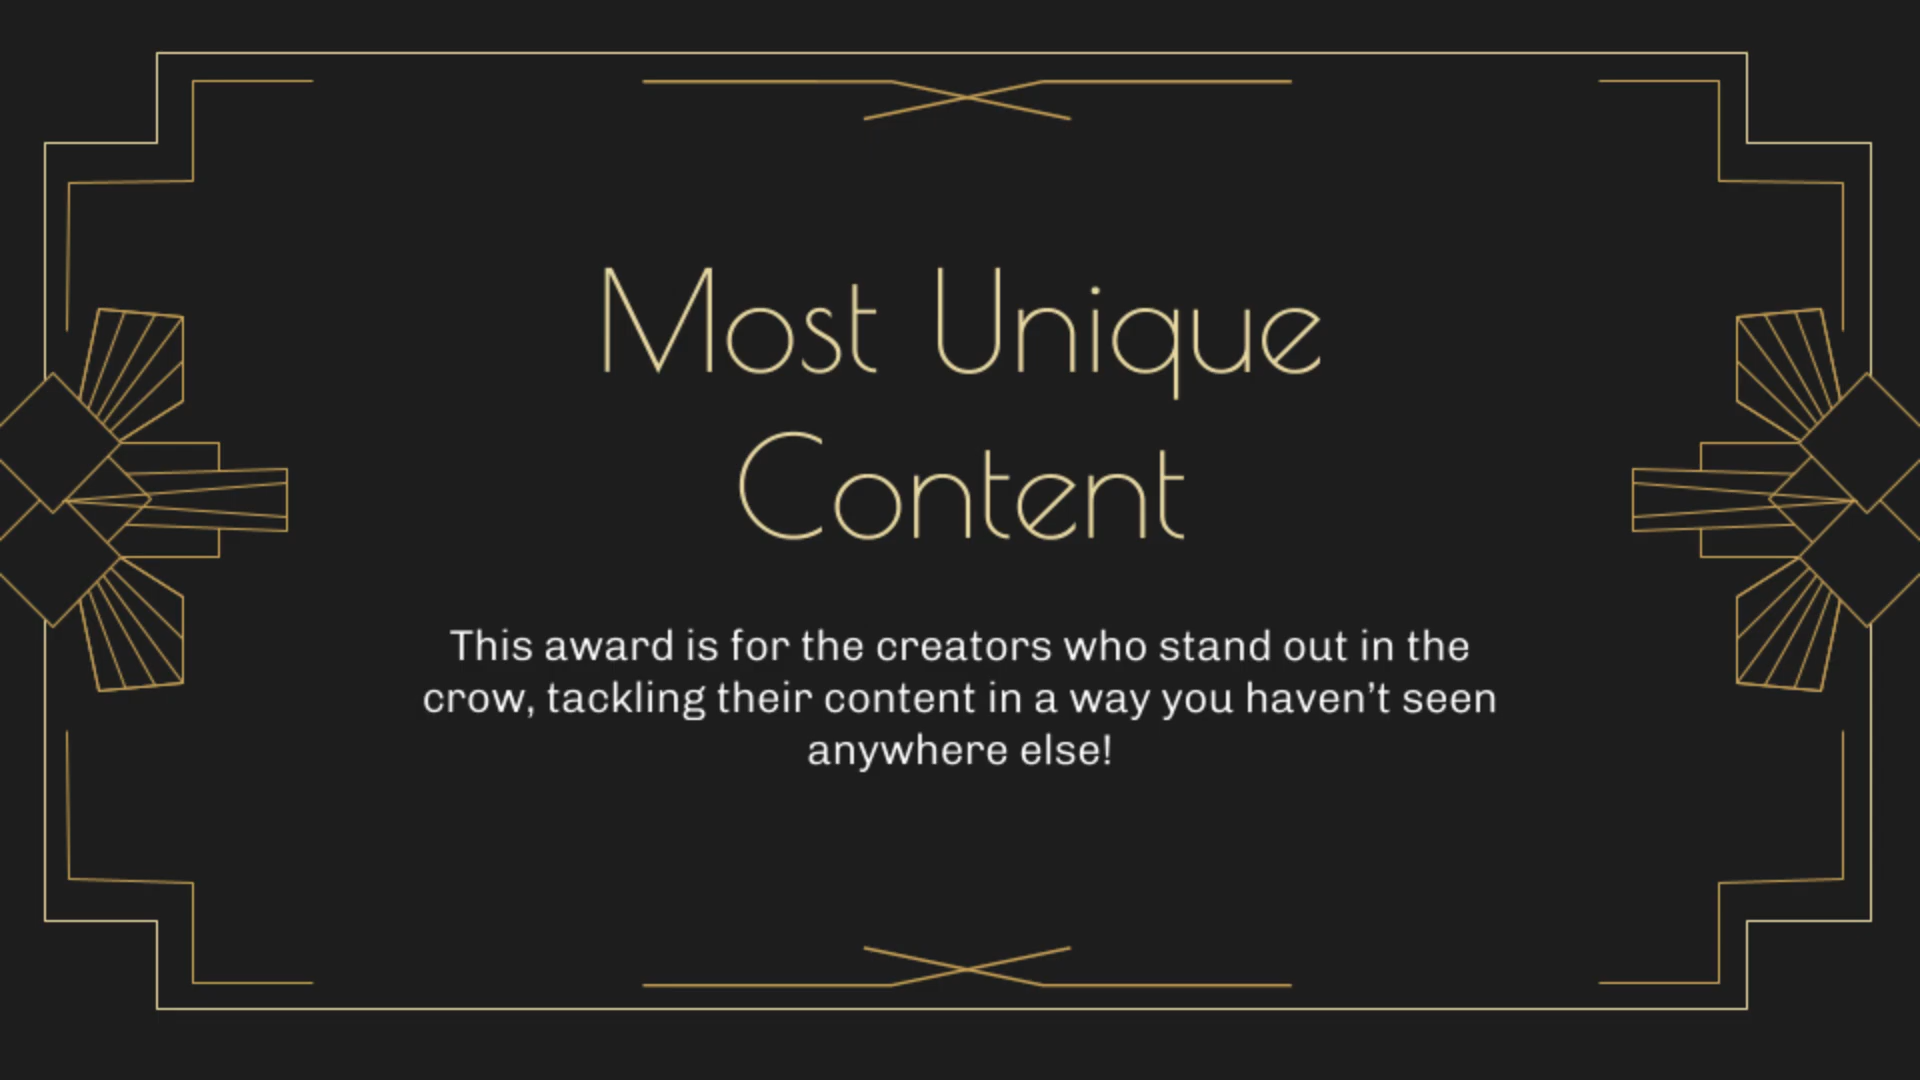 Most Unique
Content
This award is for the creators who stand out in the
crow, tackling their content in a way you haven’t seen
anywhere else!